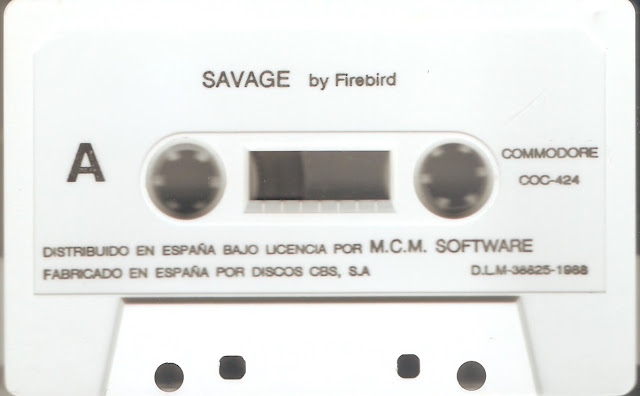 SAVAGE by Firebird
A
COMMODORE
COC-424
DISTRIBUIDO EN ESPAÑA BAJO LICENCIA POR M.C.M. SOFTWARE
FABRICADO EN ESPAÑA POR DISCOS CBS, S.A D.L.M-36625-1988